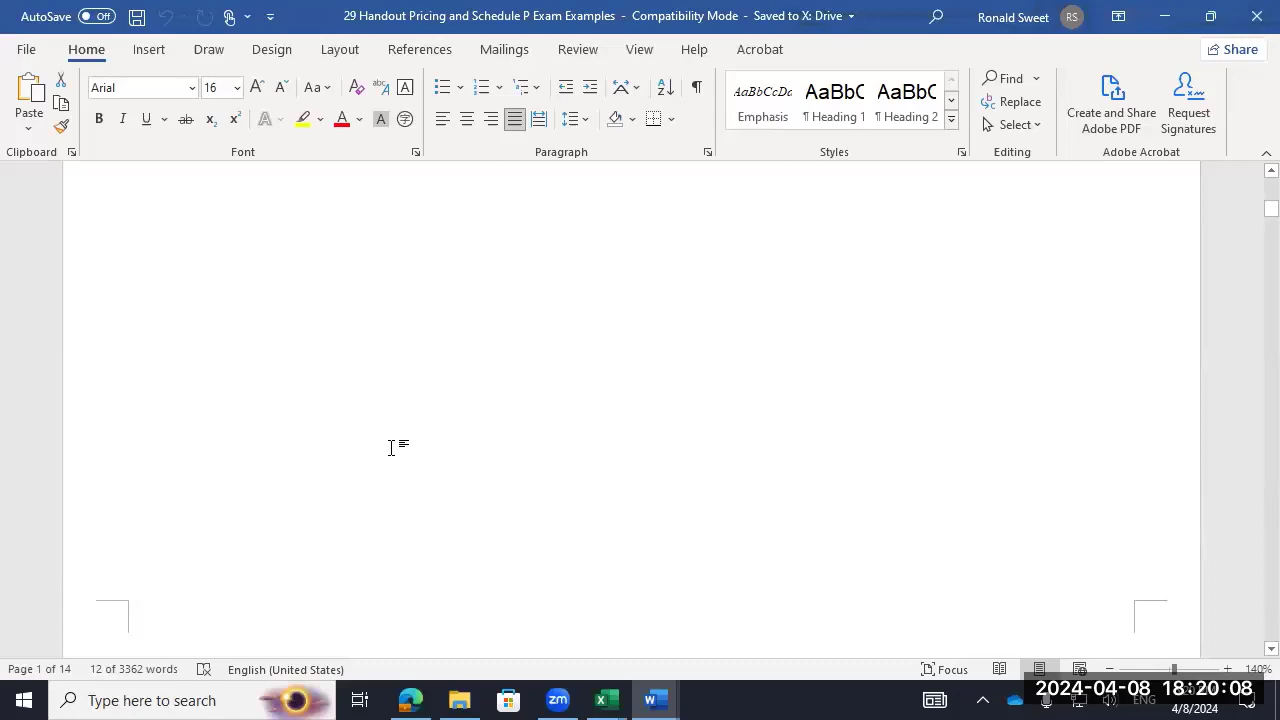 AutoSave Off 29 Handout Pricing and Schedule P Exam Examples - Compatibility Mode - Saved to X: Drive Ronald Sweet RS
File Home Insert Draw Design Layout References Mailings Review View Help Acrobat Share
Paste
Clipboard
Arial 16
Font
Paragraph
AaBbCcDc AaBbC AaBbC
Emphasis ¶ Heading 1 ¶ Heading 2
Styles
Find
Replace
Select
Editing
Create and Share Adobe PDF
Request Signatures
Adobe Acrobat
Page 1 of 14 12 of 3362 words English (United States) Focus 140%
Type here to search
2024-04-08 18:20:08
ENG
4/8/2024